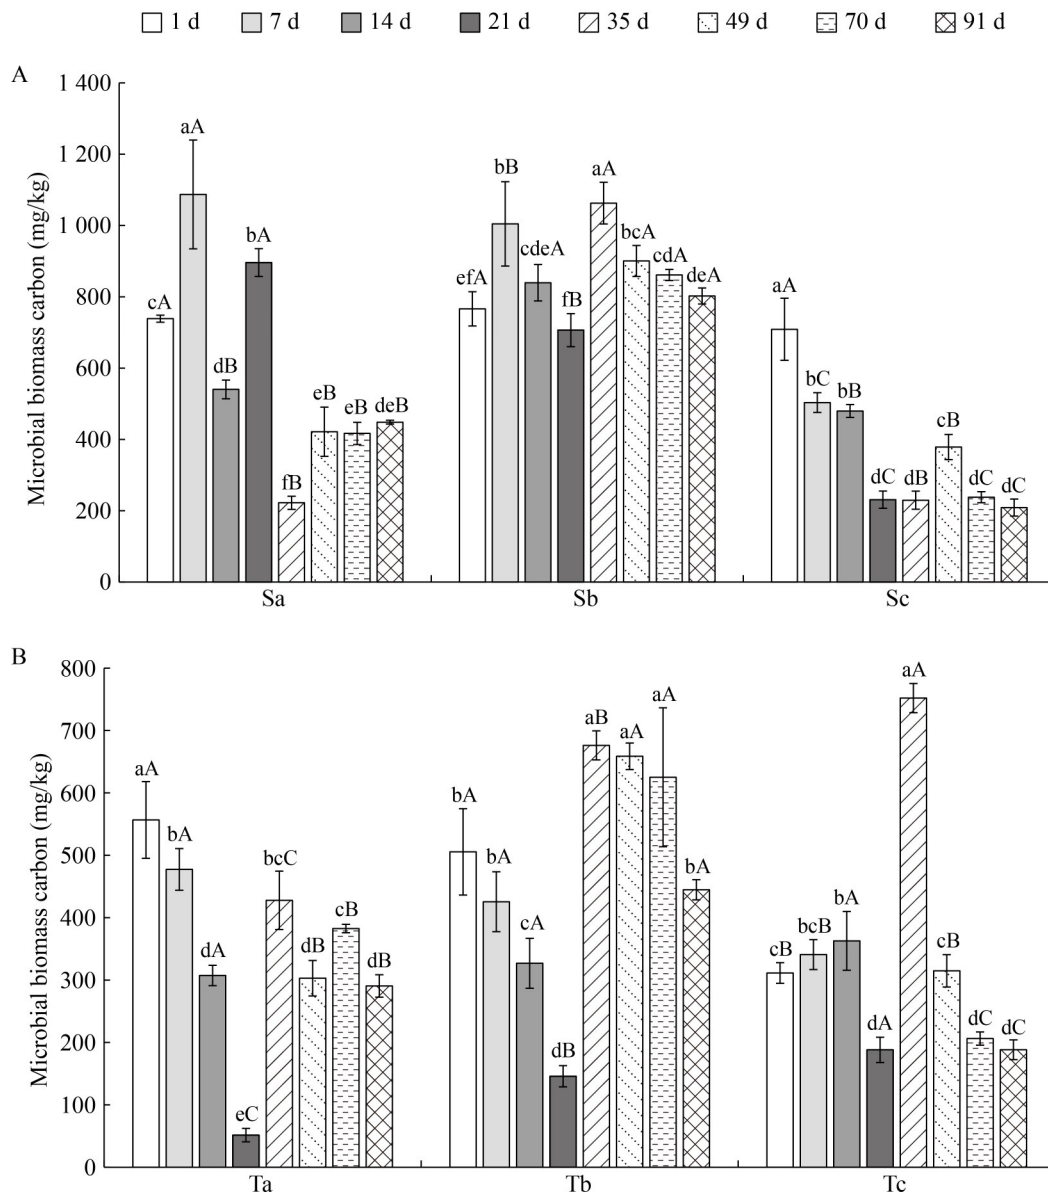 1 d 7 d 14 d 21 d 35 d 49 d 70 d 91 d
A
Microbial biomass carbon (mg/kg)
1 400
1 200
1 000
800
600
400
200
0
cA aA dB bA fB eB eB deB
efA bB cdeA fB aA bcA cdA deA
aA bC bB dC dB cB dC dC
Sa Sb Sc
B
Microbial biomass carbon (mg/kg)
800
700
600
500
400
300
200
100
0
aA bA dA eC bcC dB cB dB
bA bA cA dB aB aA aA bA
cB bcB bA dA aA cB dC dC
Ta Tb Tc